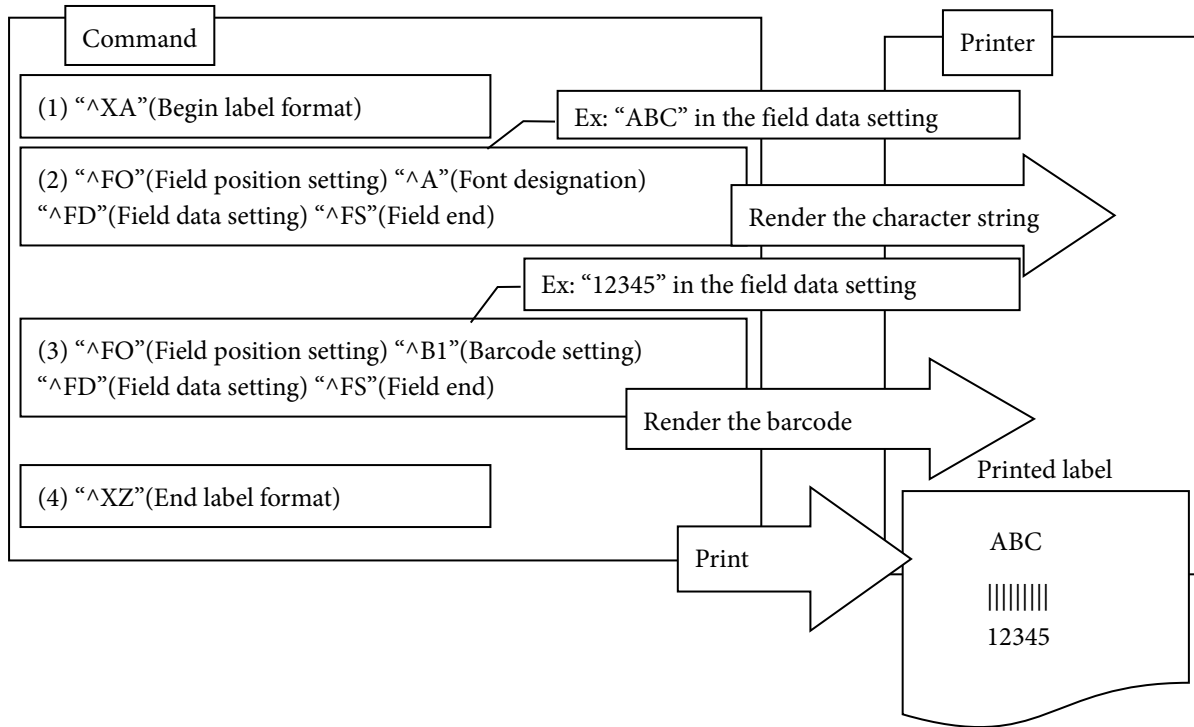 Command
Printer
(1) “^XA”(Begin label format)
Ex: “ABC” in the field data setting
(2) “^FO”(Field position setting) “^A”(Font designation)
“^FD”(Field data setting) “^FS”(Field end)
Render the character string
Ex: “12345” in the field data setting
(3) “^FO”(Field position setting) “^B1”(Barcode setting)
“^FD”(Field data setting) “^FS”(Field end)
Render the barcode
(4) “^XZ”(End label format)
Print
Printed label
ABC
12345